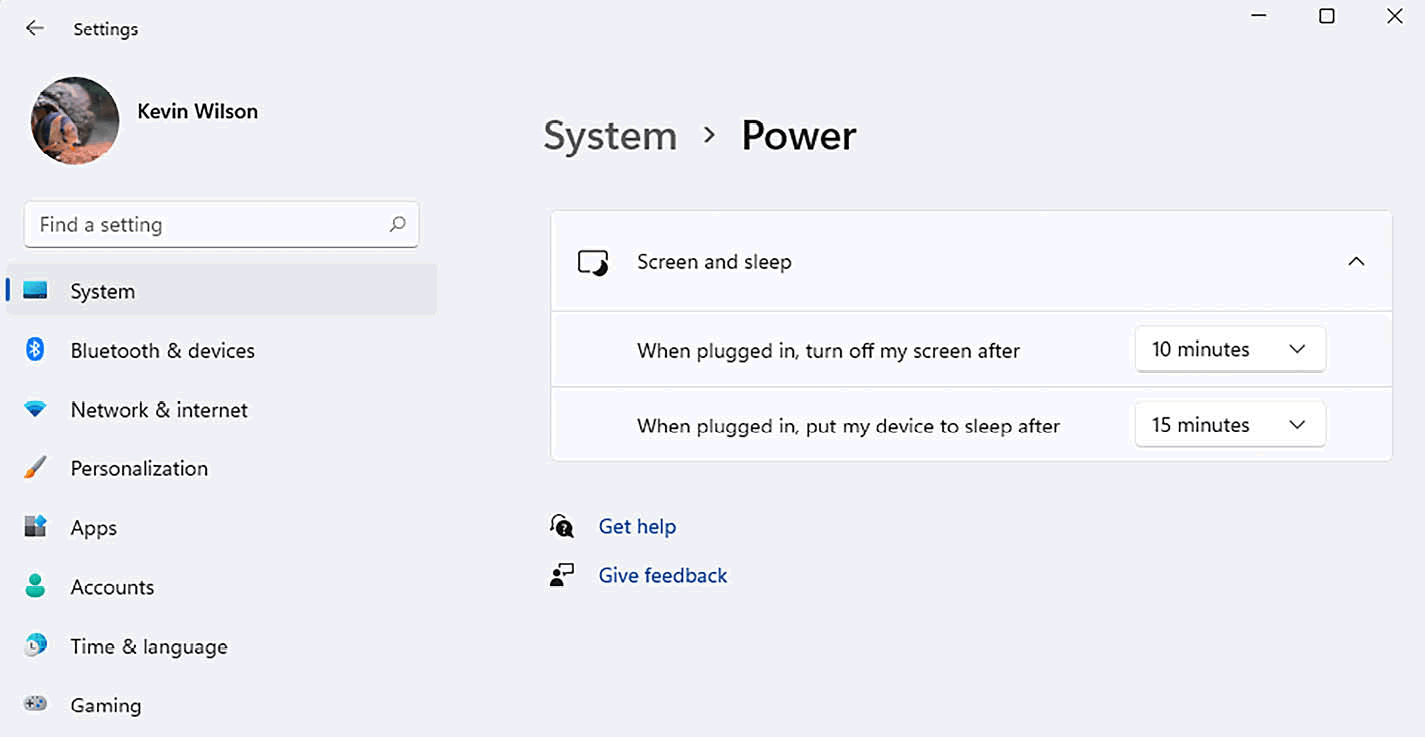 Settings
Kevin Wilson
Find a setting
System
Bluetooth & devices
Network & internet
Personalization
Apps
Accounts
Time & language
Gaming
System > Power
Screen and sleep
When plugged in, turn off my screen after 10 minutes
When plugged in, put my device to sleep after 15 minutes
Get help
Give feedback